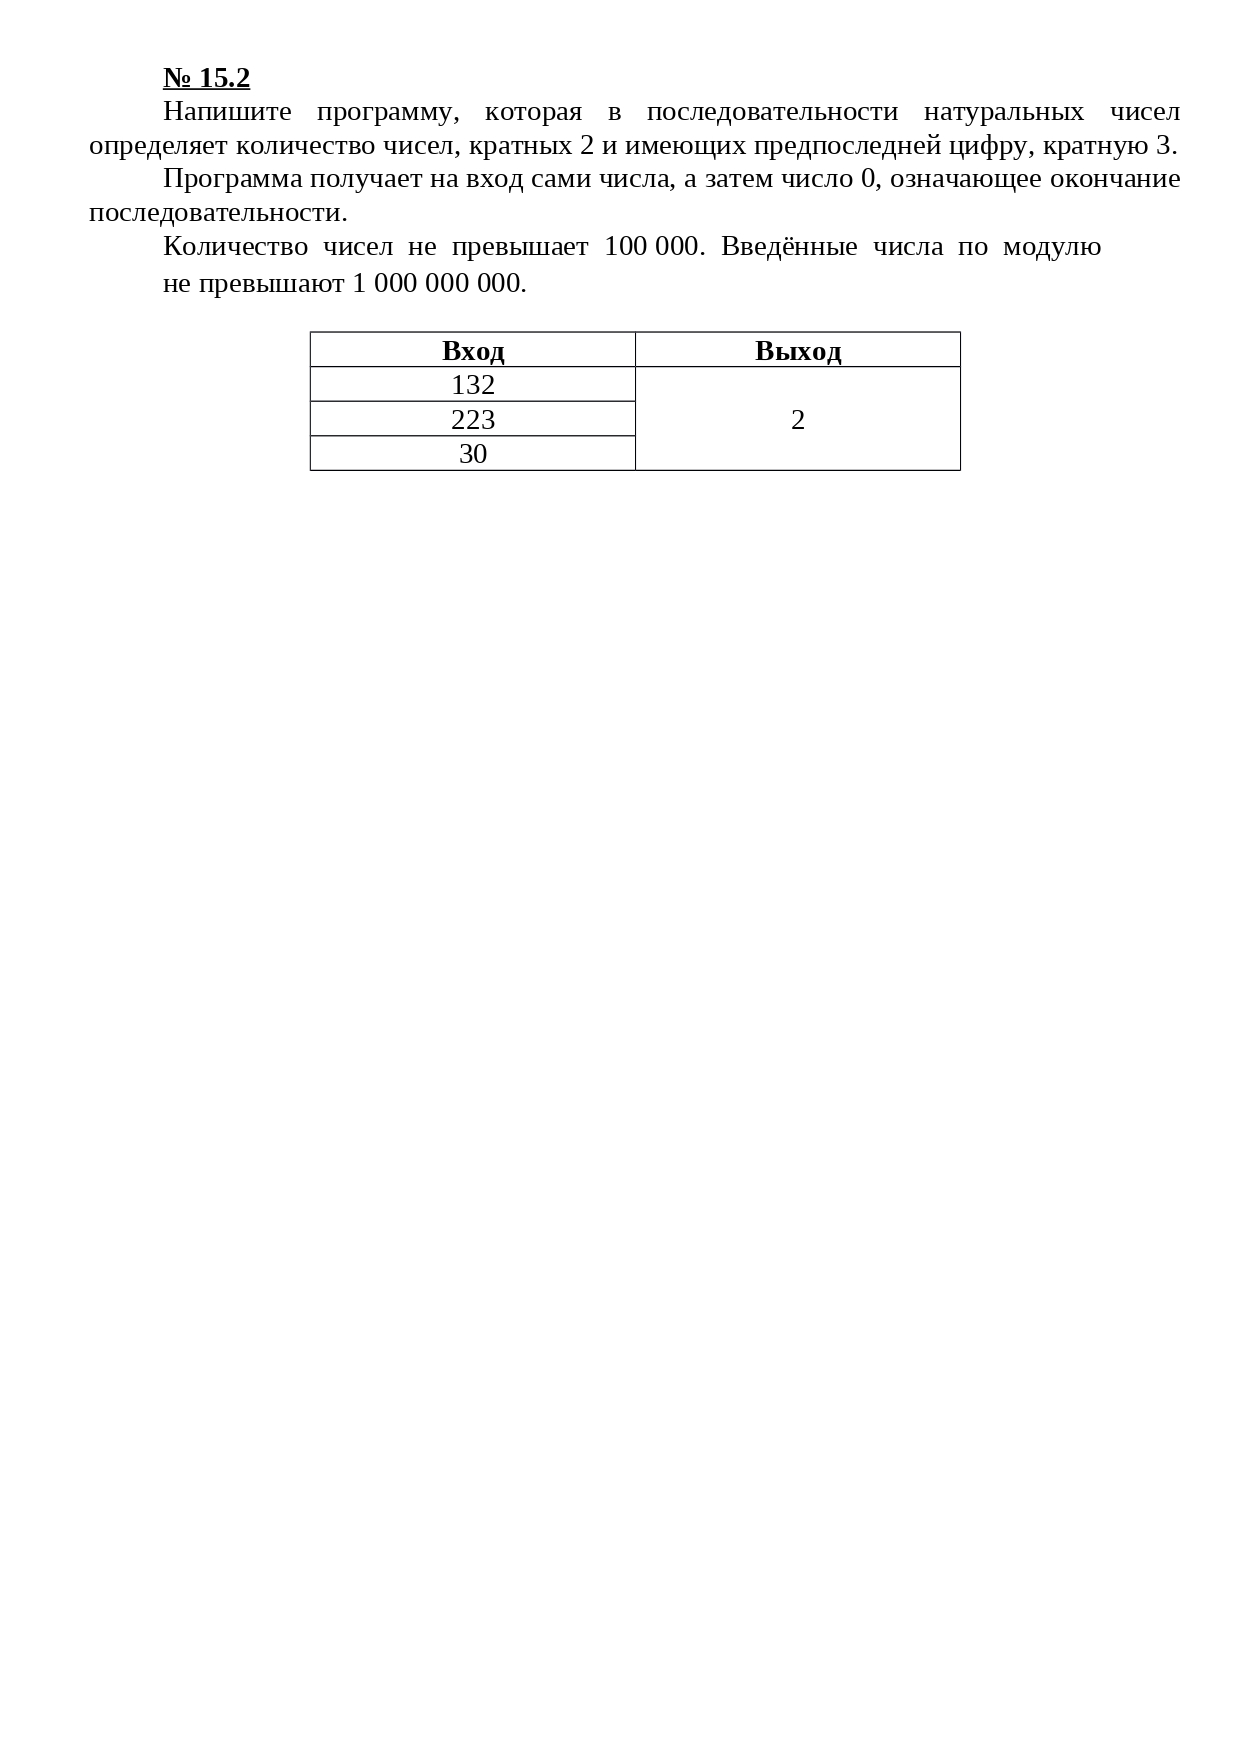 № 15.2
Напишите программу, которая в последовательности натуральных чисел
определяет количество чисел, кратных 2 и имеющих предпоследней цифру, кратную 3.
Программа получает на вход сами числа, а затем число 0, означающее окончание
последовательности.
Количество чисел не превышает 100 000. Введённые числа по модулю
не превышают 1 000 000 000.
Вход Выход
132
223 2
30